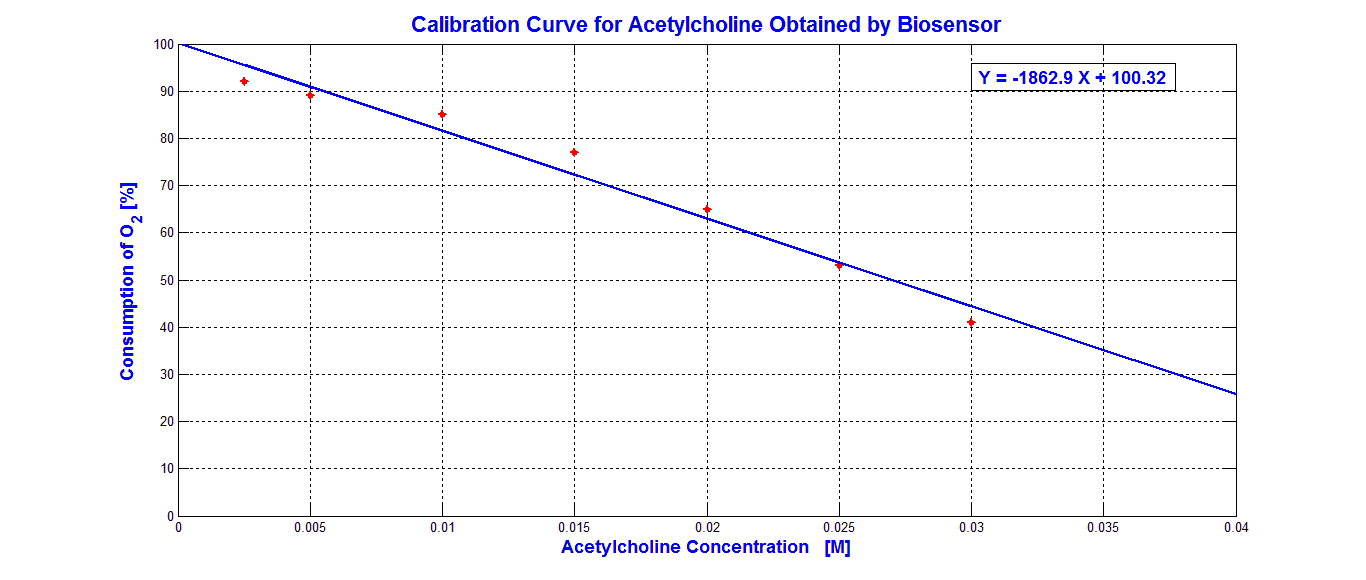 Calibration Curve for Acetylcholine Obtained by Biosensor
Y = -1862.9 X + 100.32
Consumption of O2 [%]
100
90
80
70
60
50
40
30
20
10
0
0 0.005 0.01 0.015 0.02 0.025 0.03 0.035 0.04
Acetylcholine Concentration [M]